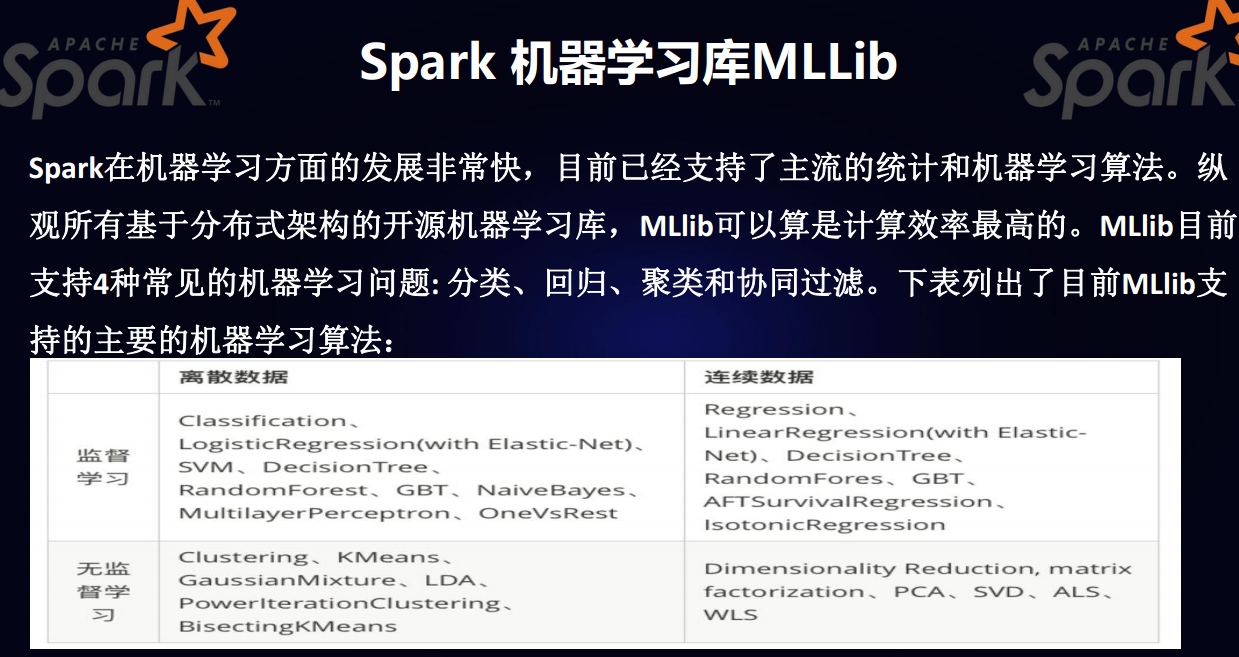 APACHE
Spark™
APACHE
Spark
Spark 机器学习库MLLib
Spark在机器学习方面的发展非常快，目前已经支持了主流的统计和机器学习算法。纵
观所有基于分布式架构的开源机器学习库，MLlib可以算是计算效率最高的。MLlib目前
支持4种常见的机器学习问题: 分类、回归、聚类和协同过滤。下表列出了目前MLlib支
持的主要的机器学习算法：
离散数据
连续数据
监督
学习
Classification、
LogisticRegression(with Elastic-Net)、
SVM、DecisionTree、
RandomForest、GBT、NaiveBayes、
MultilayerPerceptron、OneVsRest
Regression、
LinearRegression(with Elastic-
Net)、DecisionTree、
RandomFores、GBT、
AFTSurvivalRegression、
IsotonicRegression
无监
督学
习
Clustering、KMeans、
GaussianMixture、LDA、
PowerIterationClustering、
BisectingKMeans
Dimensionality Reduction, matrix
factorization、PCA、SVD、ALS、
WLS